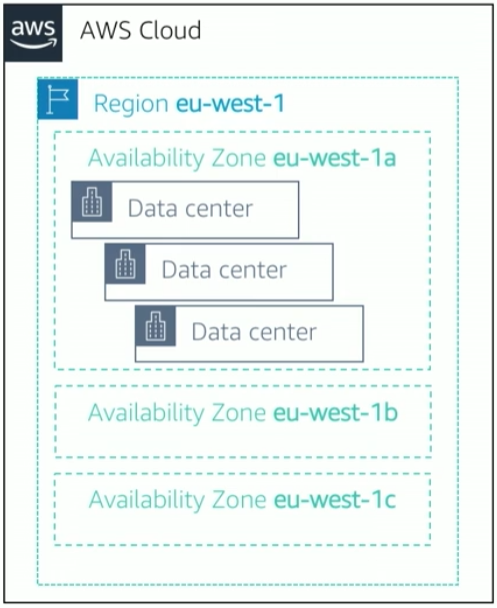 aws
AWS Cloud
Region eu-west-1
Availability Zone eu-west-1a
Data center
Data center
Data center
Availability Zone eu-west-1b
Availability Zone eu-west-1c